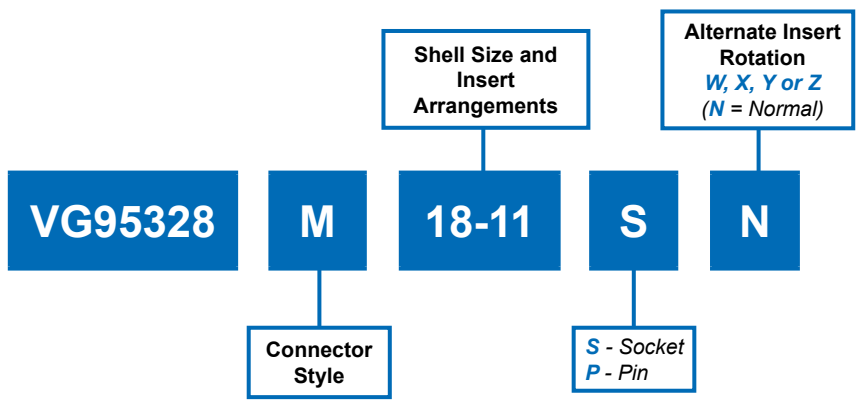 Shell Size and
Insert
Arrangements
Alternate Insert
Rotation
W, X, Y or Z
(N = Normal)
VG95328 M 18-11 S N
Connector
Style
S - Socket
P - Pin